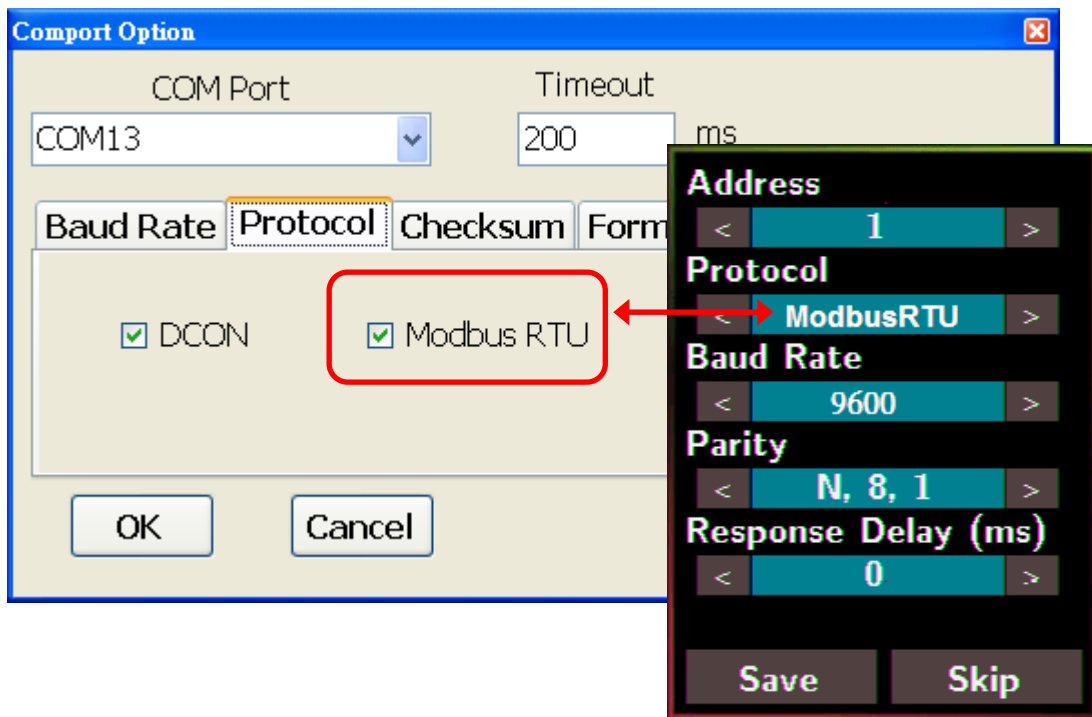 Comport Option
COM Port
Timeout
COM13
200
ms
Baud Rate
Protocol
Checksum
Form
DCON
Modbus RTU
OK
Cancel
Address
<
1
>
Protocol
<
ModbusRTU
>
Baud Rate
<
9600
>
Parity
<
N, 8, 1
>
Response Delay (ms)
<
0
>
Save
Skip